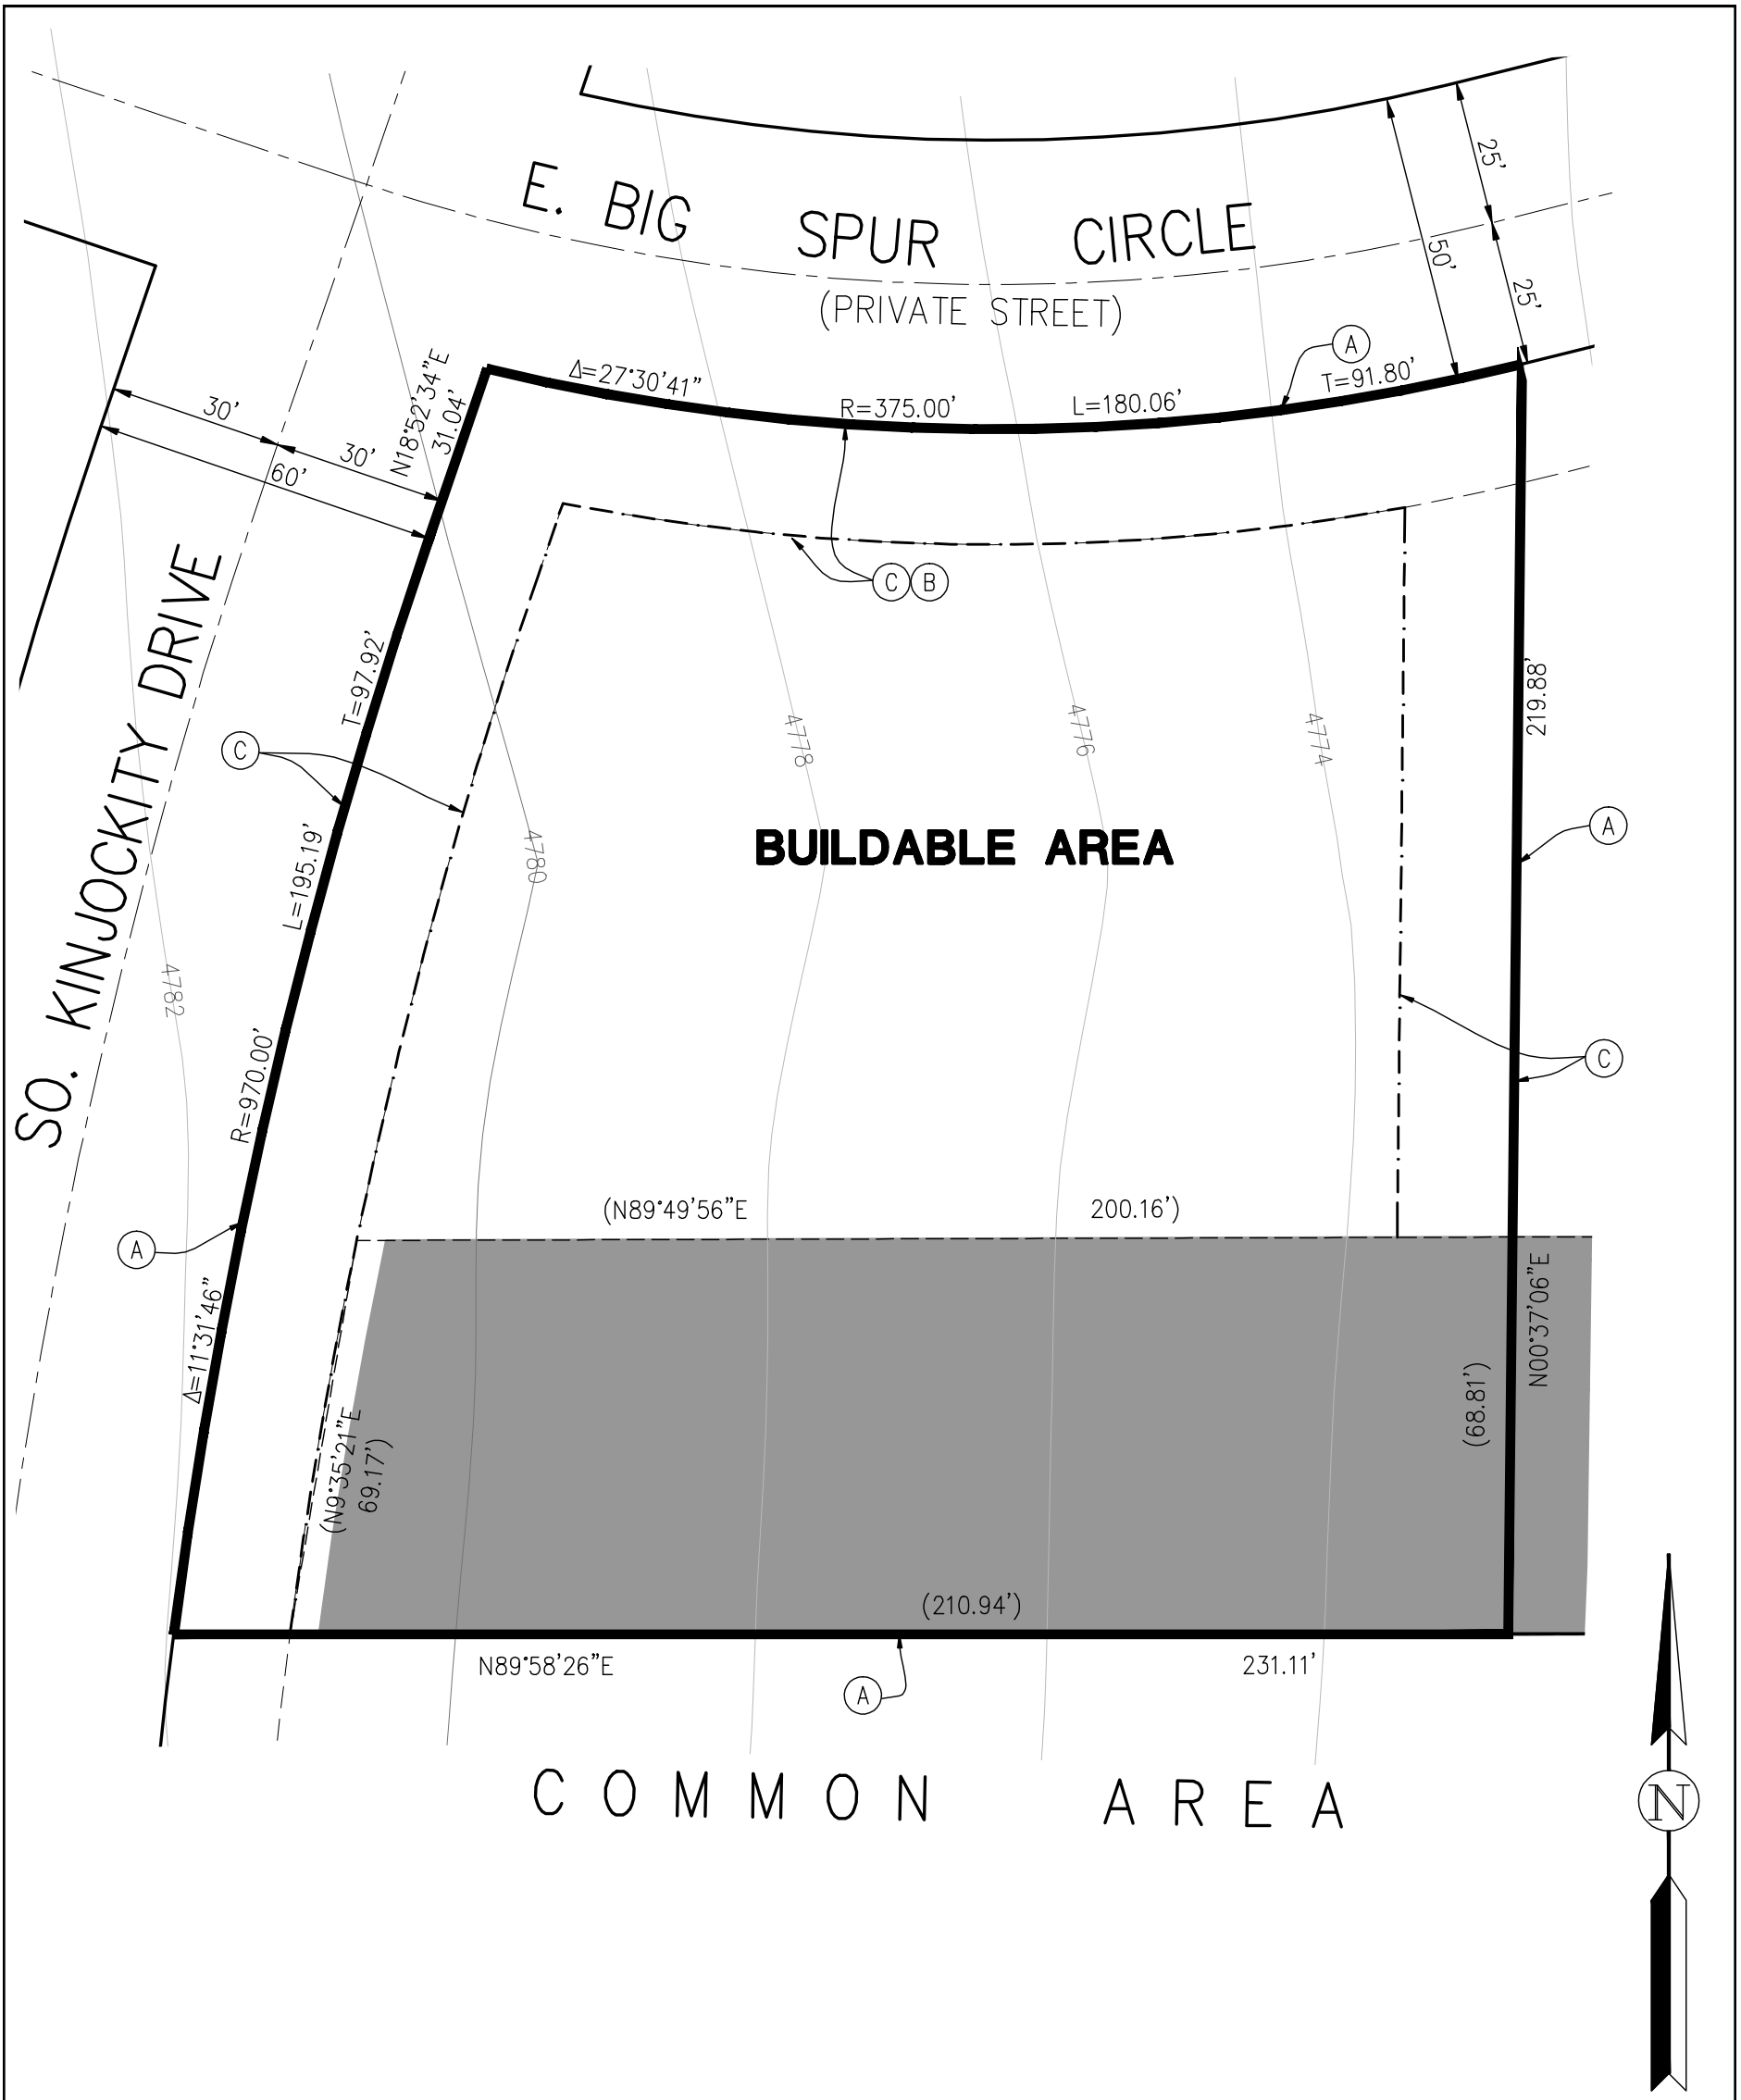 E. BIG SPUR CIRCLE
(PRIVATE STREET)
25'
50'
25'
A
Δ=27°30'41"
R=375.00'
L=180.06'
T=91.80'
N18°52'34"E
31.04'
30'
30'
60'
C B
SO. KINJOCKITY DRIVE
T=97.92'
C
L=195.19'
R=970.00'
A
Δ=11°31'46"
4782
4780
4778
4776
4774
BUILDABLE AREA
219.88'
A
C
(N89°49'56"E 200.16')
N00°37'06"E
(68.81')
(N9°35'21"E
69.17')
(210.94')
N89°58'26"E 231.11'
A
COMMON AREA
N